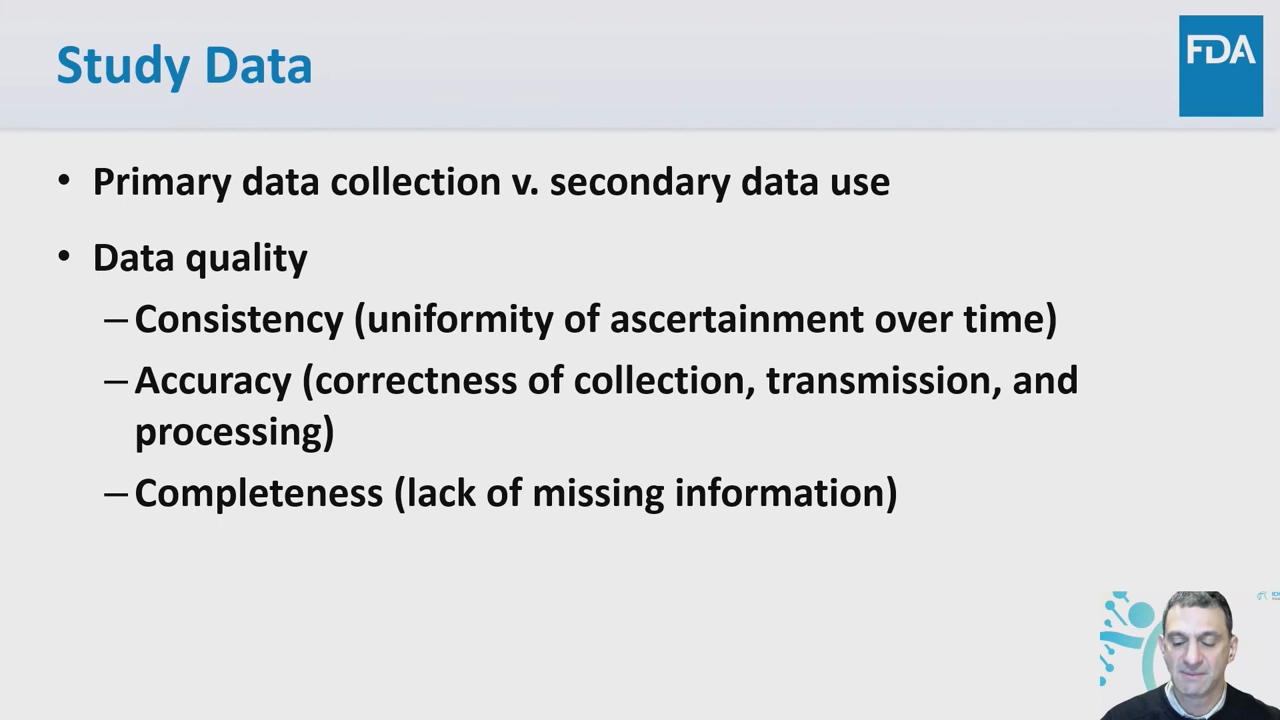 Study Data
FDA
• Primary data collection v. secondary data use
• Data quality
– Consistency (uniformity of ascertainment over time)
– Accuracy (correctness of collection, transmission, and
processing)
– Completeness (lack of missing information)